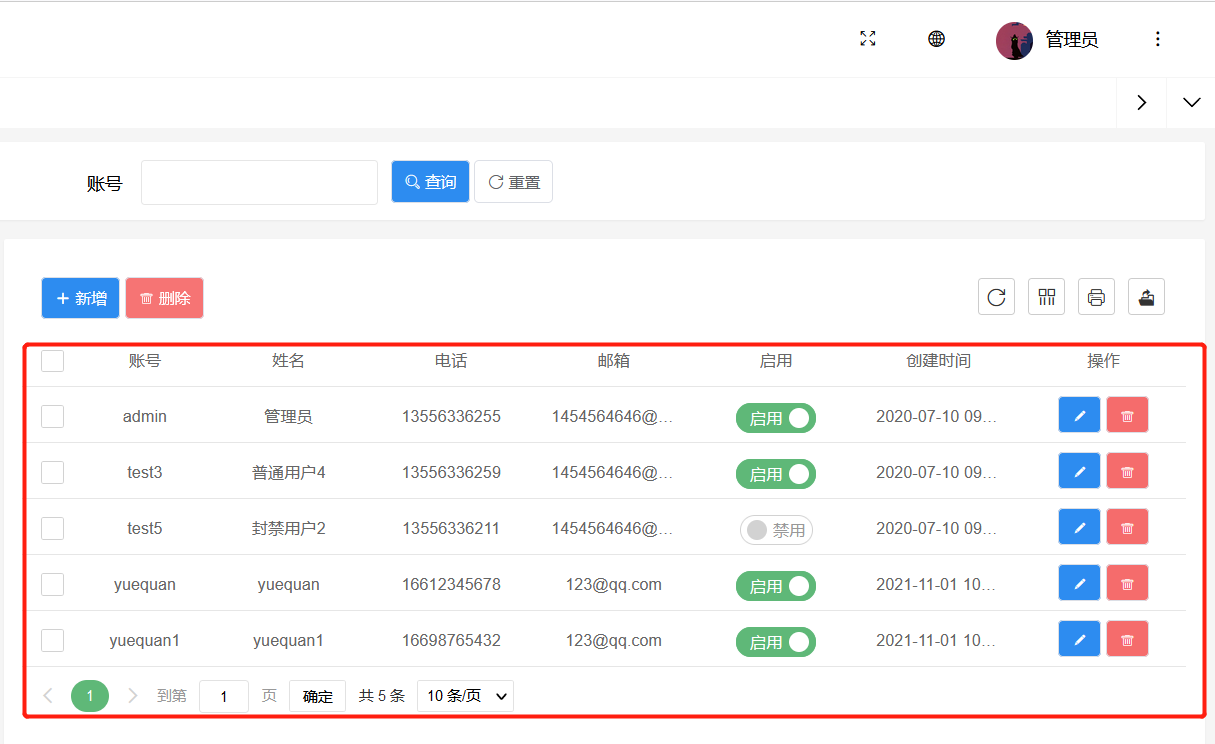 管理员
账号 查询 重置
新增 删除
账号 姓名 电话 邮箱 启用 创建时间 操作
admin 管理员 13556336255 1454564646@... 启用 2020-07-10 09...
test3 普通用户4 13556336259 1454564646@... 启用 2020-07-10 09...
test5 封禁用户2 13556336211 1454564646@... 禁用 2020-07-10 09...
yuequan yuequan 16612345678 123@qq.com 启用 2021-11-01 10...
yuequan1 yuequan1 16698765432 123@qq.com 启用 2021-11-01 10...
1 到第 1 页 确定 共 5 条 10 条/页